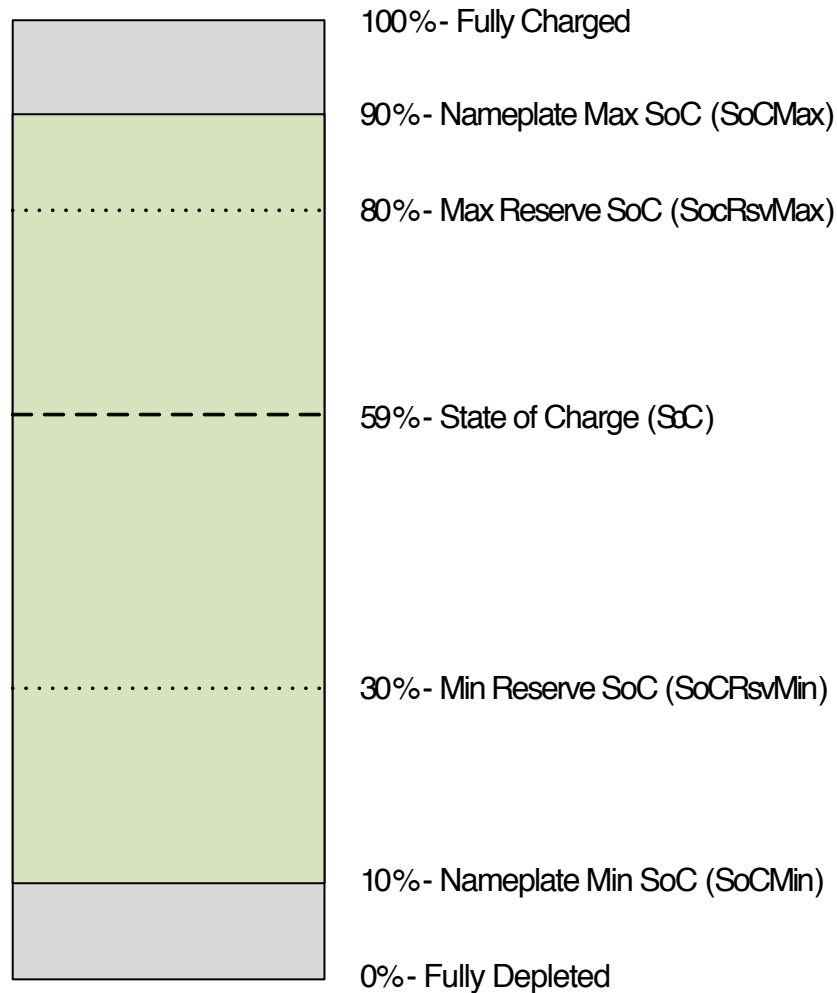 100% - Fully Charged
90% - Nameplate Max SoC (SoCMax)
80% - Max Reserve SoC (SocRsvMax)
59% - State of Charge (SoC)
30% - Min Reserve SoC (SoCRsvMin)
10% - Nameplate Min SoC (SoCMin)
0% - Fully Depleted